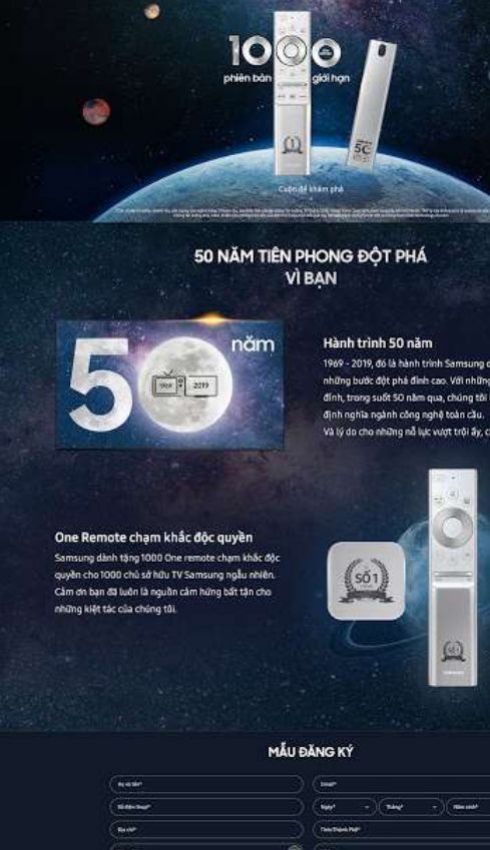 1000
phiên bản giới hạn
50
Cuộn để khám phá
50 NĂM TIÊN PHONG ĐỘT PHÁ
VÌ BẠN
50 năm
1969 2019
Hành trình 50 năm
1969 - 2019, đó là hành trình Samsung
những bước đột phá đỉnh cao. Với những
đỉnh, trong suốt 50 năm qua, chúng tôi
định nghĩa ngành công nghệ toàn cầu.
Và lý do cho những nỗ lực vượt trội ấy,
One Remote chạm khắc độc quyền
Samsung dành tặng 1000 One remote chạm khắc độc
quyền cho 1000 chủ sở hữu TV Samsung ngẫu nhiên.
Cảm ơn bạn đã luôn là nguồn cảm hứng bất tận cho
những kiệt tác của chúng tôi.
SỐ 1
SAMSUNG
MẪU ĐĂNG KÝ
Họ và tên*
Email*
Số điện thoại*
Ngày*
Tháng*
Năm sinh*
Địa chỉ*
Tỉnh/Thành Phố*